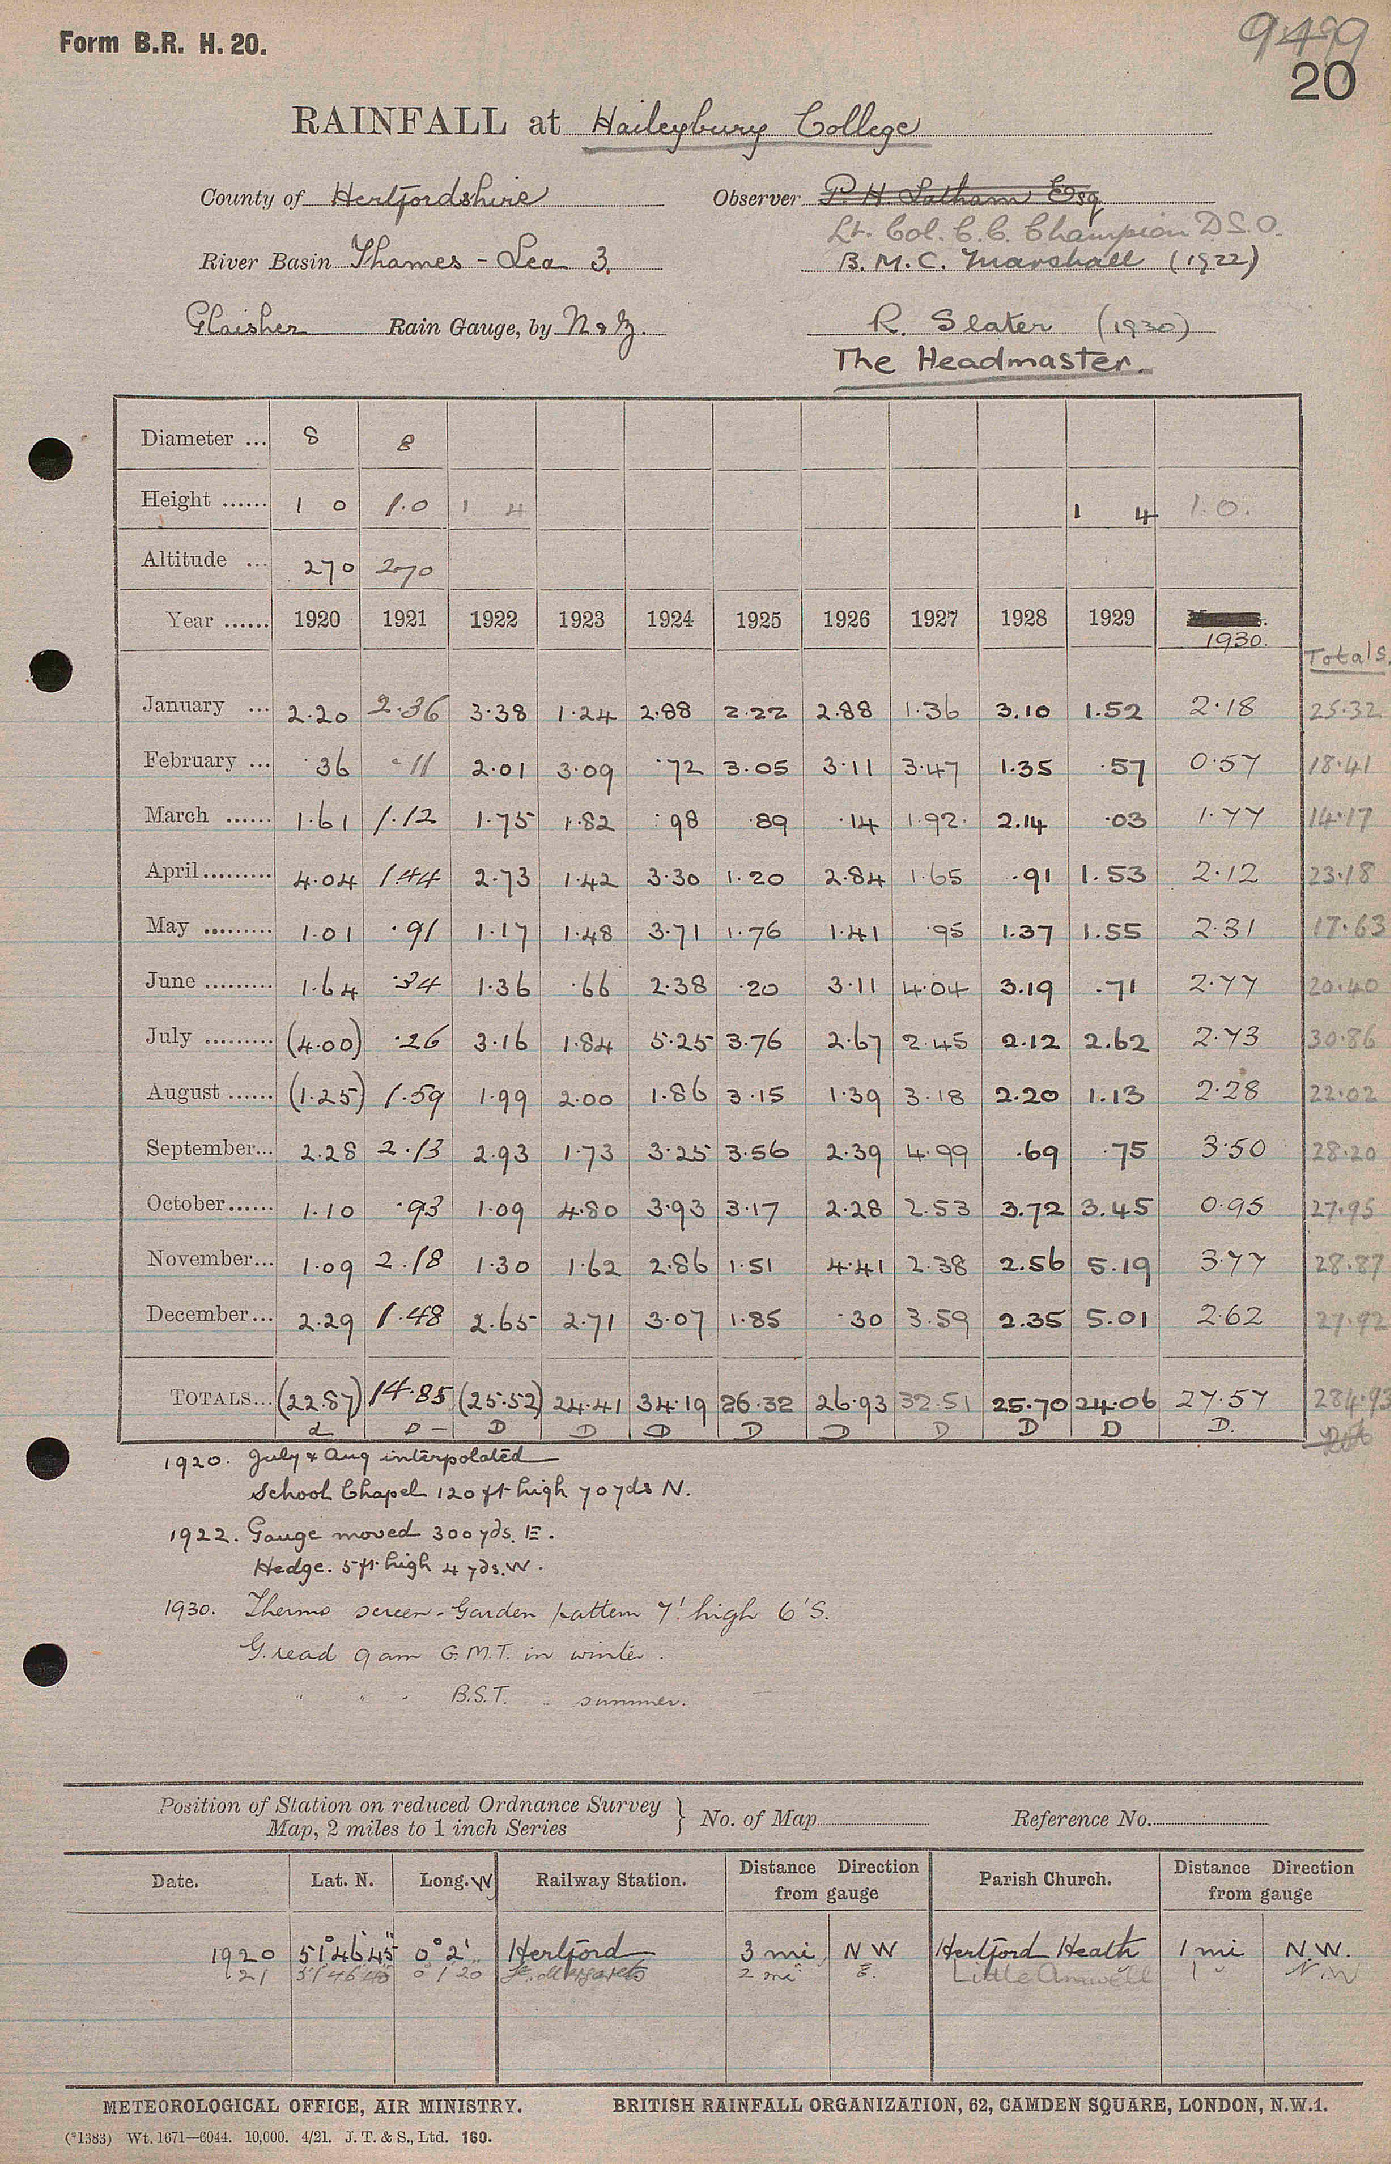 Form B.R. H. 20.
9499
20
RAINFALL at Haileybury College
County of Hertfordshire Observer P. H. Latham Esq
Lt. Col. C. C. Champion D.S.O.
River Basin Thames - Lea 3. B. M. C. Marshall (1922)
Glaisher Rain Gauge, by N & Z. R. Slater (1930)
The Headmaster.
Diameter ... 8 8
Height ...... 1 0 1.0 1 4 1 4 1.0.
Altitude ... 270 270
Year ...... 1920 1921 1922 1923 1924 1925 1926 1927 1928 1929 1930.
Totals.
January ... 2.20 2.36 3.38 1.24 2.88 2.22 2.88 1.36 3.10 1.52 2.18 25.32
February ... .36 .11 2.01 3.09 .72 3.05 3.11 3.47 1.35 .57 0.57 18.41
March ...... 1.61 1.12 1.75 1.82 .98 .89 .14 1.92. 2.14 .03 1.77 14.17
April ......... 4.04 1.44 2.73 1.42 3.30 1.20 2.84 1.65 .91 1.53 2.12 23.18
May ......... 1.01 .91 1.17 1.48 3.71 1.76 1.41 .95 1.37 1.55 2.31 17.63
June ......... 1.64 .34 1.36 .66 2.38 .20 3.11 4.04 3.19 .71 2.77 20.40
July ......... (4.00) .26 3.16 1.84 5.25 3.76 2.67 2.45 2.12 2.62 2.73 30.86
August ...... (1.25) 1.59 1.99 2.00 1.86 3.15 1.39 3.18 2.20 1.13 2.28 22.02
September... 2.28 2.13 2.93 1.73 3.25 3.56 2.39 4.99 .69 .75 3.50 28.20
October ...... 1.10 .93 1.09 4.80 3.93 3.17 2.28 2.53 3.72 3.45 0.95 27.95
November... 1.09 2.18 1.30 1.62 2.86 1.51 4.41 2.38 2.56 5.19 3.77 28.87
December... 2.29 1.48 2.65 2.71 3.07 1.85 .30 3.59 2.35 5.01 2.62 27.92
TOTALS... (22.87) 14.85 (25.52) 24.41 34.19 26.32 26.93 32.51 25.70 24.06 27.57 284.93
d D - D D D D D D D D D.
1920. July & Aug interpolated
School Chapel 120 ft high 70 yds N.
1922. Gauge moved 300 yds. E.
Hedge. 5 ft. high 4 yds. W.
1930. Thermo screen - Garden pattern 7' high 6' S.
G. read 9 am G.M.T. in winter.
" " " B.S.T. .. summer.
Position of Station on reduced Ordnance Survey
Map, 2 miles to 1 inch Series } No. of Map Reference No.
Date. Lat. N. Long. W Railway Station. Distance Direction from gauge Parish Church. Distance Direction from gauge
1920 51° 46' 45" 0° 2' Hertford 3 mi, NW Hertford Heath 1 mi N.W.
21 51 46 0 1 20 St. Margarets 2 mi E. Little Amwell 1 " NW
METEOROLOGICAL OFFICE, AIR MINISTRY. BRITISH RAINFALL ORGANIZATION, 62, CAMDEN SQUARE, LONDON, N.W.1.
(*1383) Wt. 1671—6044. 10,000. 4/21. J. T. & S., Ltd. 160.